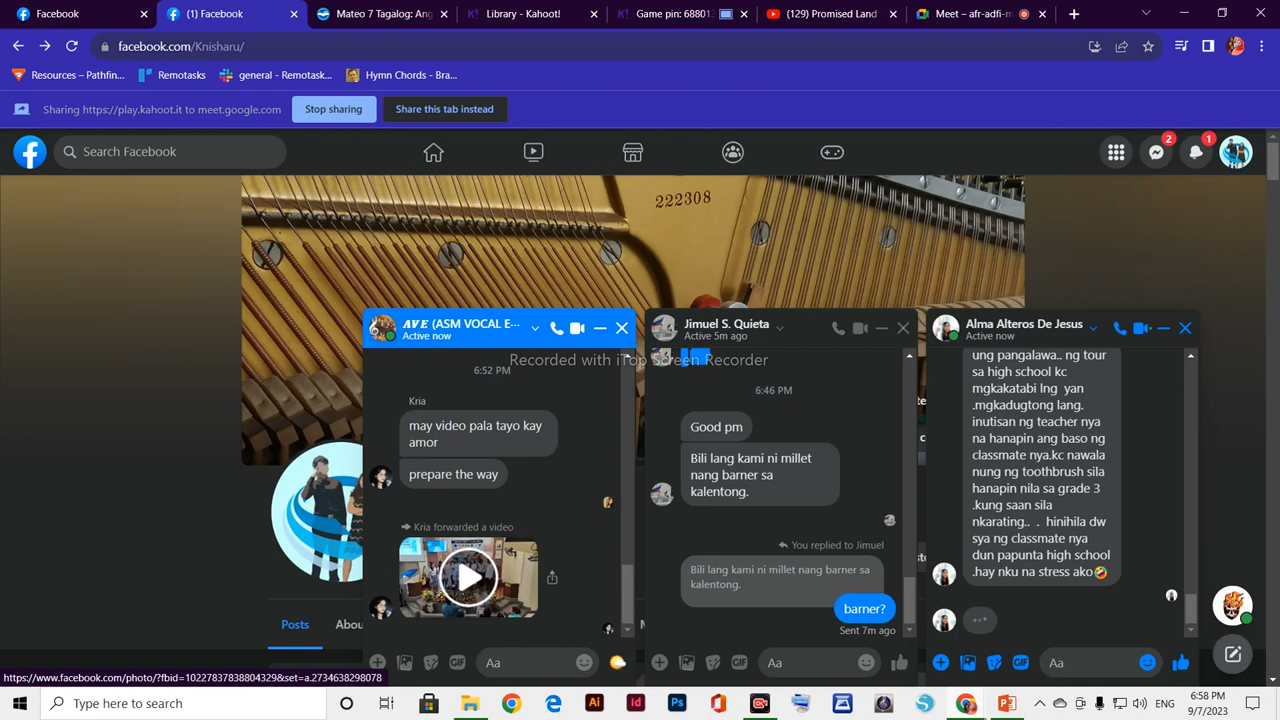 Facebook
(1) Facebook
Mateo 7 Tagalog: Ang
Library - Kahoot!
Game pin: 68801
(129) Promised Land
Meet – afr-adfi-m
facebook.com/Knisharu/
Resources – Pathfin...
Remotasks
general - Remotask...
Hymn Chords - Bra...
Sharing https://play.kahoot.it to meet.google.com
Stop sharing
Share this tab instead
Search Facebook
2
1
222308
AVE (ASM VOCAL E...
Active now
6:52 PM
Kria
may video pala tayo kay
amor
prepare the way
Kria forwarded a video
Aa
Jimuel S. Quieta
Active 5m ago
6:46 PM
Good pm
Bili lang kami ni millet
nang barner sa
kalentong.
You replied to Jimuel
Bili lang kami ni millet nang barner sa
kalentong.
barner?
Sent 7m ago
Aa
Alma Alteros De Jesus
Active now
ung pangalawa.. ng tour
sa high school kc
mgkakatabi lng yan
.mgkadugtong lang.
inutisan ng teacher nya
na hanapin ang baso ng
classmate nya.kc nawala
nung ng toothbrush sila
hanapin nila sa grade 3
.kung saan sila
nkarating.. . hinihila dw
sya ng classmate nya
dun papunta high school
.hay nku na stress ako🤣
Aa
Recorded with iTop Screen Recorder
Posts
Abou
https://www.facebook.com/photo/?fbid=10227837838804329&set=a.2734638298078
Type here to search
Ai
Id
Ps
ENG
6:58 PM
9/7/2023